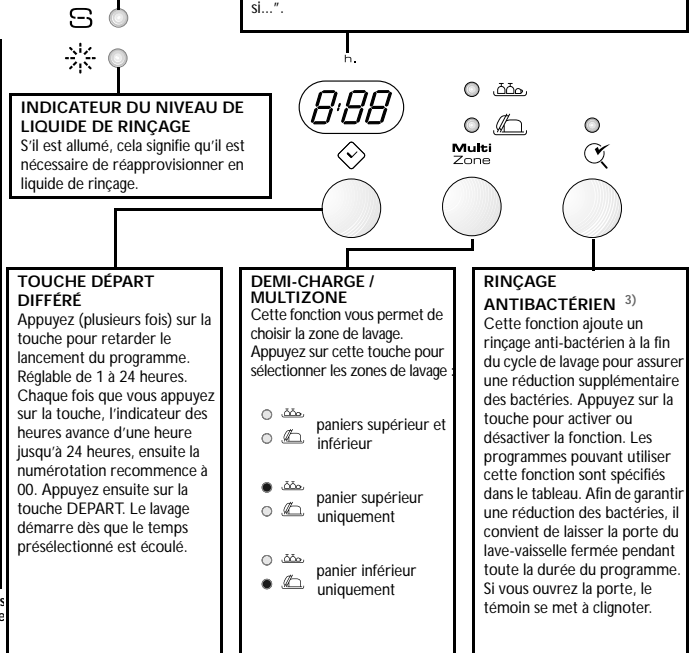 si...".
h.
INDICATEUR DU NIVEAU DE
LIQUIDE DE RINÇAGE
S'il est allumé, cela signifie qu'il est
nécessaire de réapprovisionner en
liquide de rinçage.
8:88
Multi
Zone
TOUCHE DÉPART
DIFFÉRÉ
Appuyez (plusieurs fois) sur la
touche pour retarder le
lancement du programme.
Réglable de 1 à 24 heures.
Chaque fois que vous appuyez
sur la touche, l'indicateur des
heures avance d'une heure
jusqu'à 24 heures, ensuite la
numérotation recommence à
00. Appuyez ensuite sur la
touche DEPART. Le lavage
démarre dès que le temps
présélectionné est écoulé.
DEMI-CHARGE /
MULTIZONE
Cette fonction vous permet de
choisir la zone de lavage.
Appuyez sur cette touche pour
sélectionner les zones de lavage :
paniers supérieur et
inférieur
panier supérieur
uniquement
panier inférieur
uniquement
RINÇAGE
ANTIBACTÉRIEN 3)
Cette fonction ajoute un
rinçage anti-bactérien à la fin
du cycle de lavage pour assurer
une réduction supplémentaire
des bactéries. Appuyez sur la
touche pour activer ou
désactiver la fonction. Les
programmes pouvant utiliser
cette fonction sont spécifiés
dans le tableau. Afin de garantir
une réduction des bactéries, il
convient de laisser la porte du
lave-vaisselle fermée pendant
toute la durée du programme.
Si vous ouvrez la porte, le
témoin se met à clignoter.